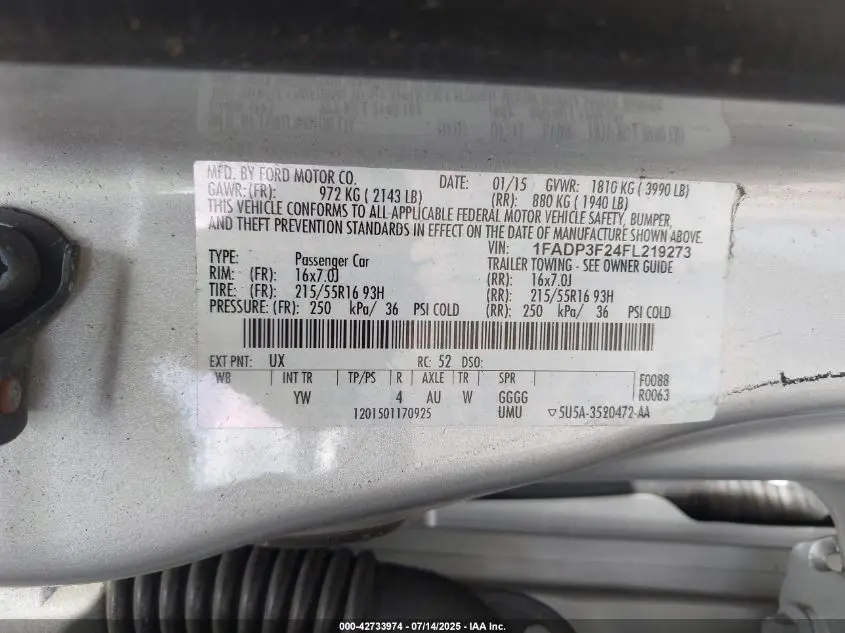 MFD. BY FORD MOTOR CO. DATE: 01/15 GVWR: 1810 KG ( 3990 LB)
GAWR: (FR): 972 KG ( 2143 LB) (RR): 880 KG ( 1940 LB)
THIS VEHICLE CONFORMS TO ALL APPLICABLE FEDERAL MOTOR VEHICLE SAFETY, BUMPER,
AND THEFT PREVENTION STANDARDS IN EFFECT ON THE DATE OF MANUFACTURE SHOWN ABOVE.
VIN: 1FADP3F24FL219273
TYPE: Passenger Car TRAILER TOWING - SEE OWNER GUIDE
RIM: (FR): 16x7.0J (RR): 16x7.0J
TIRE: (FR): 215/55R16 93H (RR): 215/55R16 93H
PRESSURE: (FR): 250 kPa/ 36 PSI COLD (RR): 250 kPa/ 36 PSI COLD
EXT PNT: UX RC: 52 DSO:
WB INT TR TP/PS R AXLE TR SPR F0088
YW 4 AU W GGGG R0063
1201501170925 UMU ▽5U5A-3520472-AA
000-42733974 - 07/14/2025 - IAA Inc.